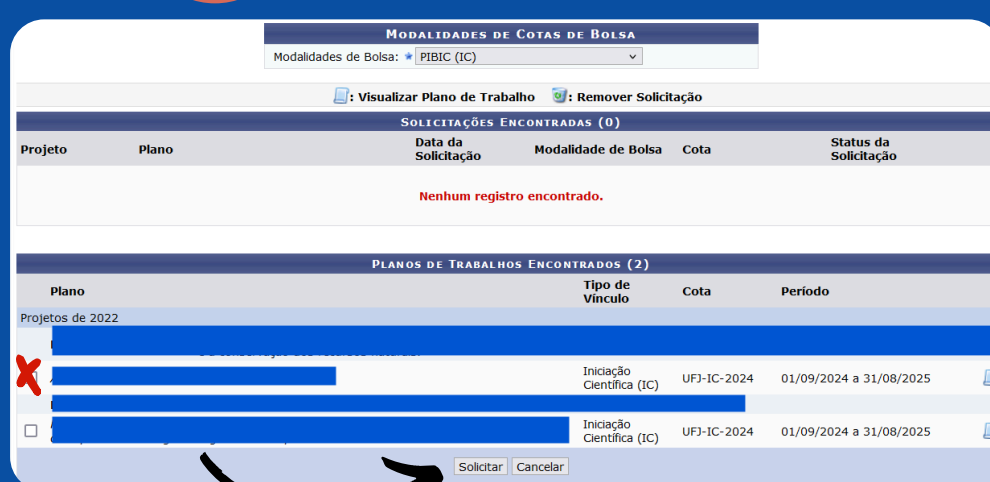 MODALIDADES DE COTAS DE BOLSA
Modalidades de Bolsa: PIBIC (IC)
: Visualizar Plano de Trabalho : Remover Solicitação
SOLICITAÇÕES ENCONTRADAS (0)
Projeto Plano Data da Solicitação Modalidade de Bolsa Cota Status da Solicitação
Nenhum registro encontrado.
PLANOS DE TRABALHOS ENCONTRADOS (2)
Plano Tipo de Vínculo Cota Período
Projetos de 2022
Iniciação Científica (IC) UFJ-IC-2024 01/09/2024 a 31/08/2025
Iniciação Científica (IC) UFJ-IC-2024 01/09/2024 a 31/08/2025
Solicitar Cancelar